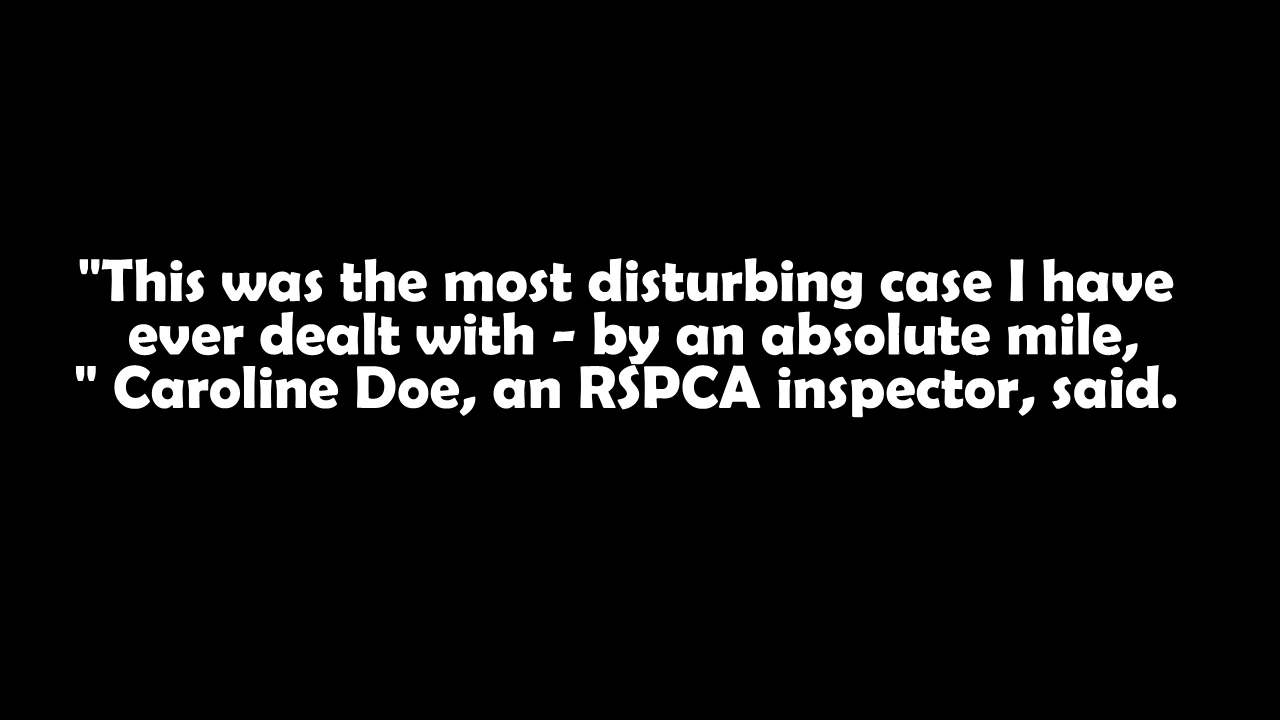 "This was the most disturbing case I have
ever dealt with - by an absolute mile,
" Caroline Doe, an RSPCA inspector, said.